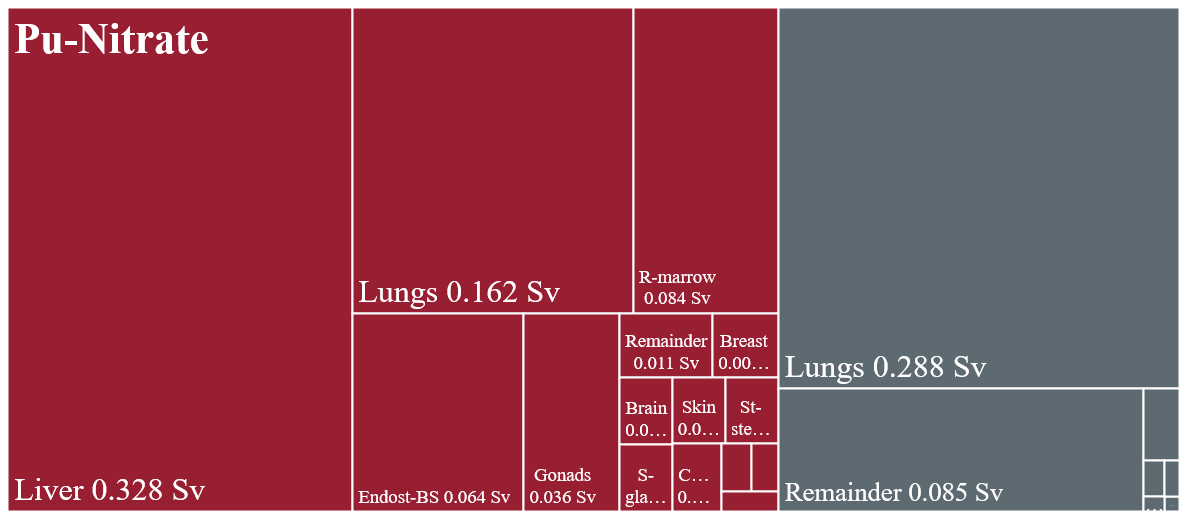 Pu-Nitrate
Liver 0.328 Sv
Lungs 0.162 Sv
R-marrow
0.084 Sv
Endost-BS 0.064 Sv
Gonads
0.036 Sv
Remainder
0.011 Sv
Breast
0.00…
Brain
0.0…
Skin
0.0…
St-
ste…
S-
gla…
C…
0.…
Lungs 0.288 Sv
Remainder 0.085 Sv
…